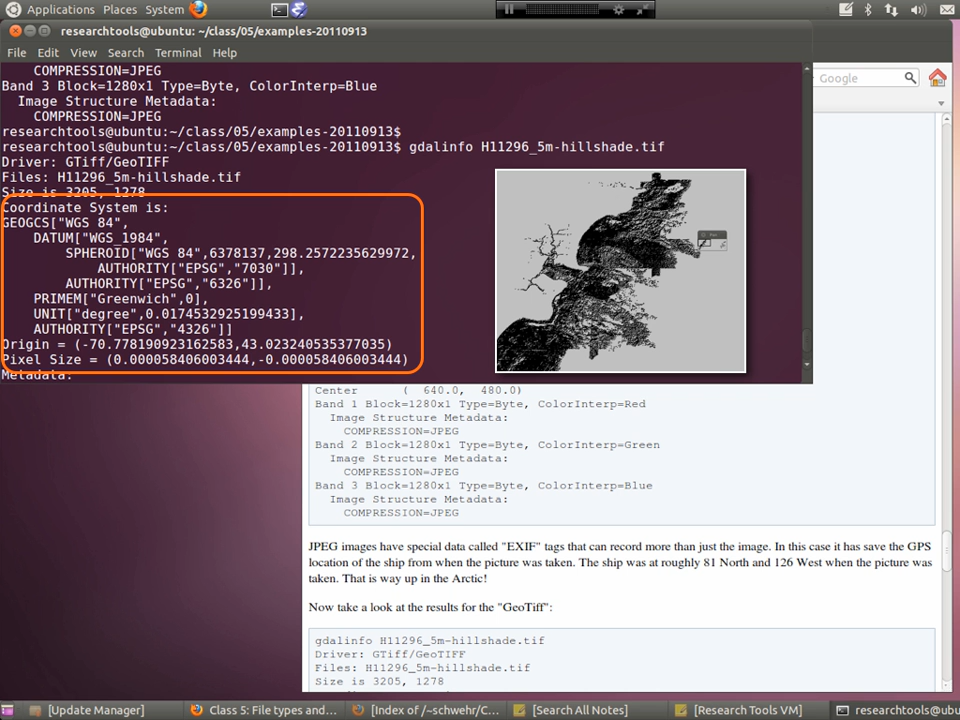 Applications Places System
researchtools@ubuntu: ~/class/05/examples-20110913
File Edit View Search Terminal Help
Google
COMPRESSION=JPEG
Band 3 Block=1280x1 Type=Byte, ColorInterp=Blue
Image Structure Metadata:
COMPRESSION=JPEG
researchtools@ubuntu:~/class/05/examples-20110913$
researchtools@ubuntu:~/class/05/examples-20110913$ gdalinfo H11296_5m-hillshade.tif
Driver: GTiff/GeoTIFF
Files: H11296_5m-hillshade.tif
Size is 3205, 1278
Coordinate System is:
GEOGCS["WGS 84",
DATUM["WGS_1984",
SPHEROID["WGS 84",6378137,298.2572235629972,
AUTHORITY["EPSG","7030"]],
AUTHORITY["EPSG","6326"]],
PRIMEM["Greenwich",0],
UNIT["degree",0.0174532925199433],
AUTHORITY["EPSG","4326"]]
Origin = (-70.778190923162583,43.023240535377035)
Pixel Size = (0.000058406003444,-0.000058406003444)
Metadata:
Center ( 640.0, 480.0)
Band 1 Block=1280x1 Type=Byte, ColorInterp=Red
Image Structure Metadata:
COMPRESSION=JPEG
Band 2 Block=1280x1 Type=Byte, ColorInterp=Green
Image Structure Metadata:
COMPRESSION=JPEG
Band 3 Block=1280x1 Type=Byte, ColorInterp=Blue
Image Structure Metadata:
COMPRESSION=JPEG
JPEG images have special data called "EXIF" tags that can record more than just the image. In this case it has save the GPS
location of the ship from when the picture was taken. The ship was at roughly 81 North and 126 West when the picture was
taken. That is way up in the Arctic!
Now take a look at the results for the "GeoTiff":
gdalinfo H11296_5m-hillshade.tif
Driver: GTiff/GeoTIFF
Files: H11296_5m-hillshade.tif
Size is 3205, 1278
[Update Manager]
Class 5: File types and...
[Index of /~schwehr/C...
[Search All Notes]
[Research Tools VM]
researchtools@ubu